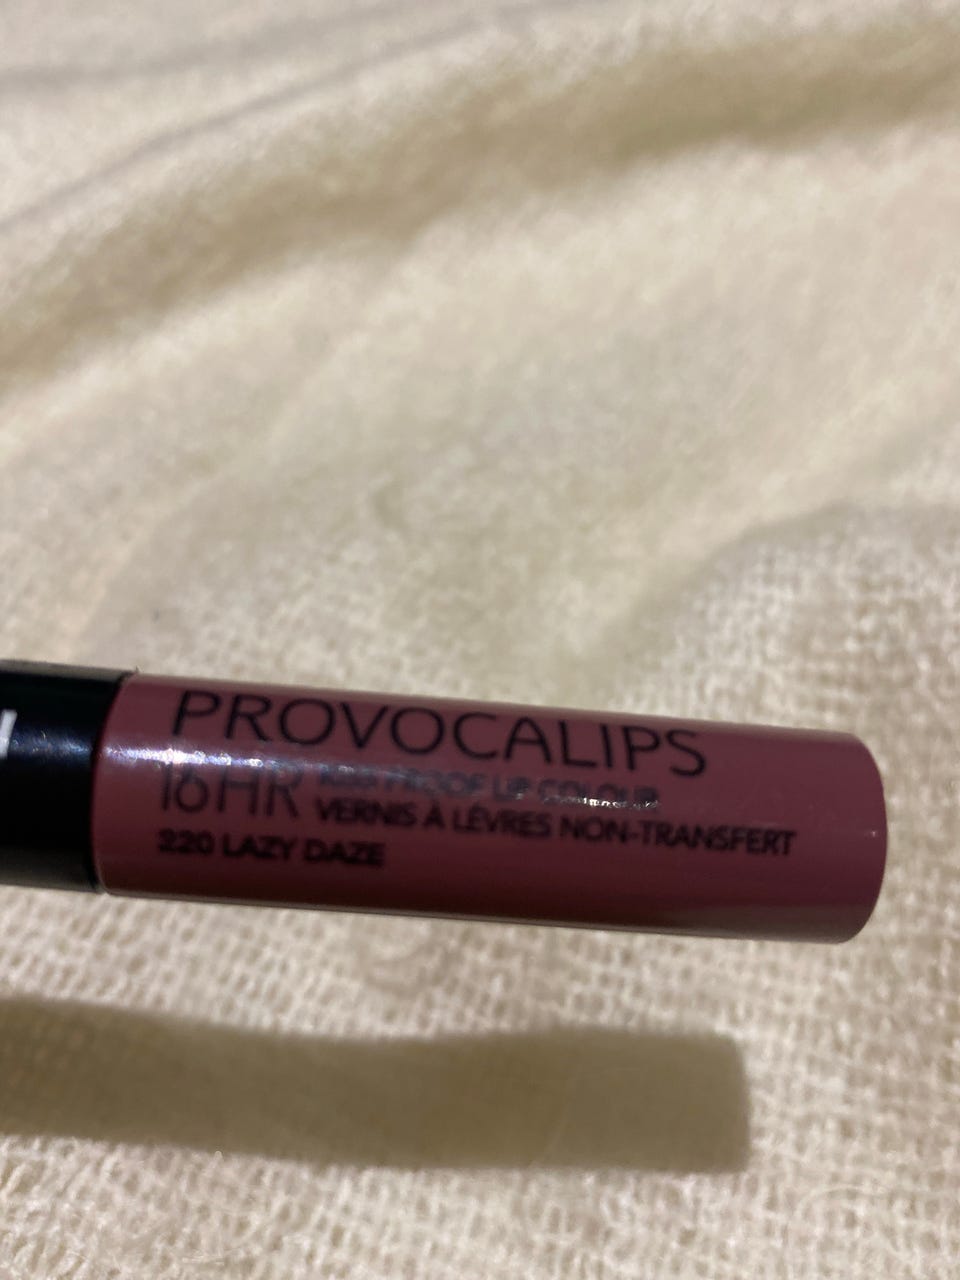 PROVOCALIPS
16HR PROOF LIP COLOUR
VERNIS À LÈVRES NON-TRANSFERT
220 LAZY DAZE